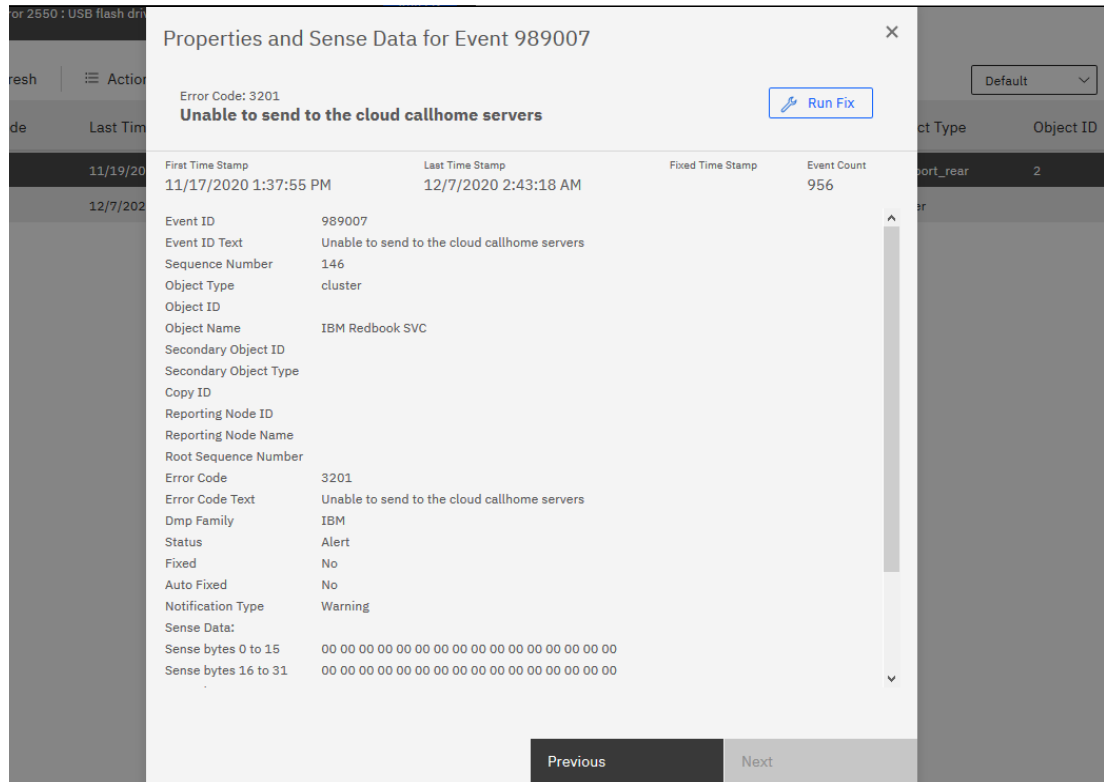 ror 2550 : USB flash driv
Properties and Sense Data for Event 989007
resh Action
Default
Error Code: 3201
Run Fix
Unable to send to the cloud callhome servers
de Last Tim
ct Type Object ID
First Time Stamp Last Time Stamp Fixed Time Stamp Event Count
11/17/2020 1:37:55 PM 12/7/2020 2:43:18 AM 956
11/19/20
port_rear 2
12/7/202
er
Event ID 989007
Event ID Text Unable to send to the cloud callhome servers
Sequence Number 146
Object Type cluster
Object ID
Object Name IBM Redbook SVC
Secondary Object ID
Secondary Object Type
Copy ID
Reporting Node ID
Reporting Node Name
Root Sequence Number
Error Code 3201
Error Code Text Unable to send to the cloud callhome servers
Dmp Family IBM
Status Alert
Fixed No
Auto Fixed No
Notification Type Warning
Sense Data:
Sense bytes 0 to 15 00 00 00 00 00 00 00 00 00 00 00 00 00 00 00 00
Sense bytes 16 to 31 00 00 00 00 00 00 00 00 00 00 00 00 00 00 00 00
Previous Next